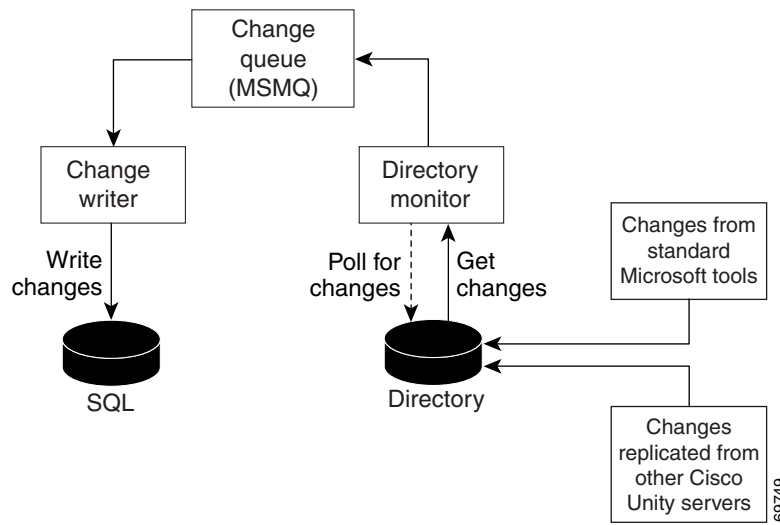 Change
queue
(MSMQ)
Change
writer
Directory
monitor
Changes from
standard
Microsoft tools
Write
changes
Poll for
changes
Get
changes
SQL
Directory
Changes
replicated from
other Cisco
Unity servers
69749